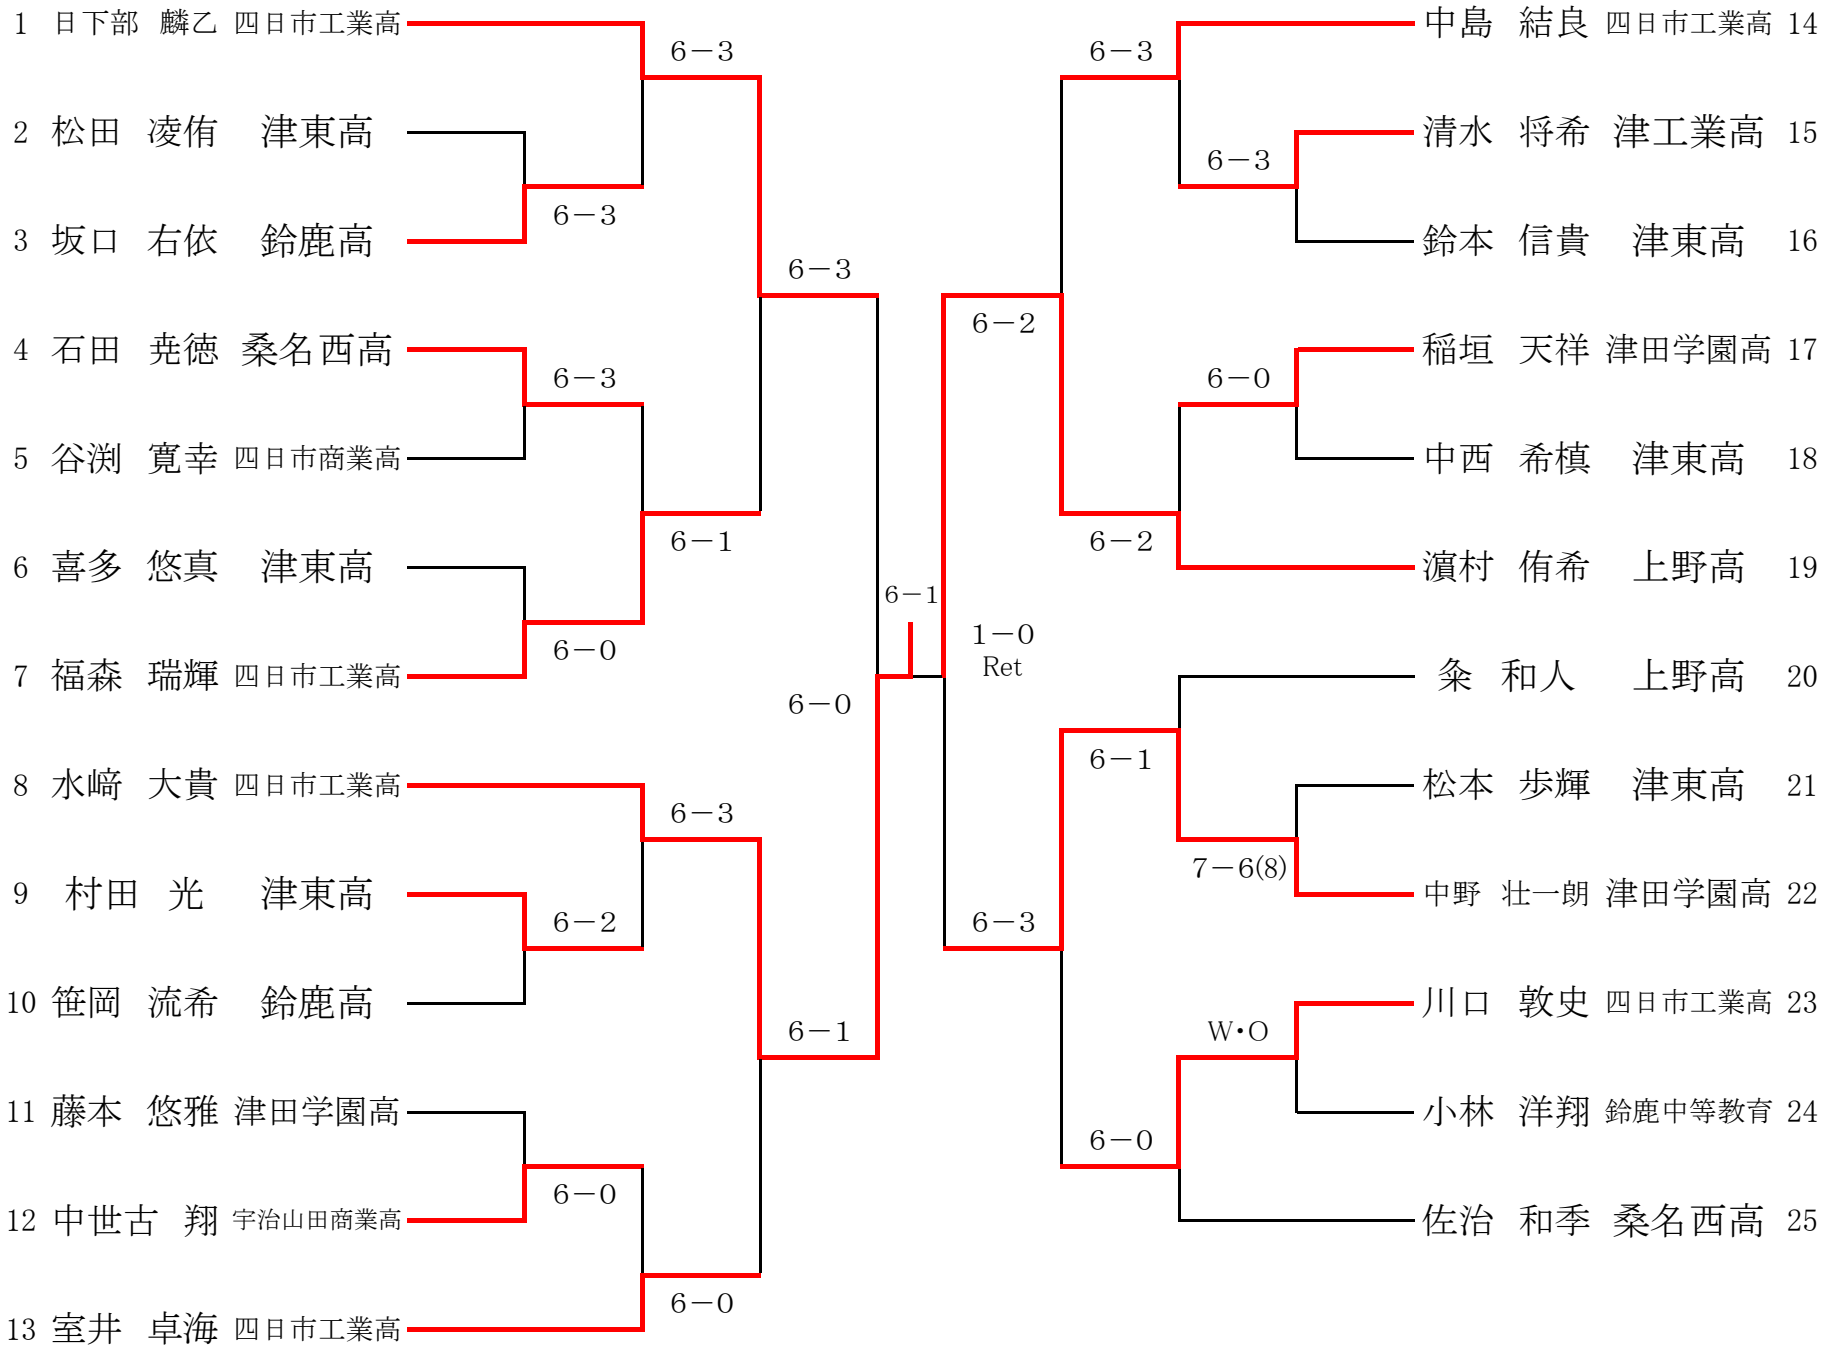 1 日下部 麟乙 四日市工業高
2 松田 凌侑 津東高
3 坂口 右依 鈴鹿高
4 石田 尭徳 桑名西高
5 谷渕 寛幸 四日市商業高
6 喜多 悠真 津東高
7 福森 瑞輝 四日市工業高
8 水﨑 大貴 四日市工業高
9 村田 光 津東高
10 笹岡 流希 鈴鹿高
11 藤本 悠雅 津田学園高
12 中世古 翔 宇治山田商業高
13 室井 卓海 四日市工業高
6-3
6-3
6-0
6-2
6-0
6-3
6-1
6-3
6-0
6-3
6-1
6-0
6-1
1-0
Ret
6-2
6-3
6-3
6-2
6-1
6-0
6-3
6-0
7-6(8)
W・O
中島 結良 四日市工業高 14
清水 将希 津工業高 15
鈴木 信貴 津東高 16
稲垣 天祥 津田学園高 17
中西 希槙 津東高 18
濵村 侑希 上野高 19
粂 和人 上野高 20
松本 歩輝 津東高 21
中野 壮一朗 津田学園高 22
川口 敦史 四日市工業高 23
小林 洋翔 鈴鹿中等教育 24
佐治 和季 桑名西高 25